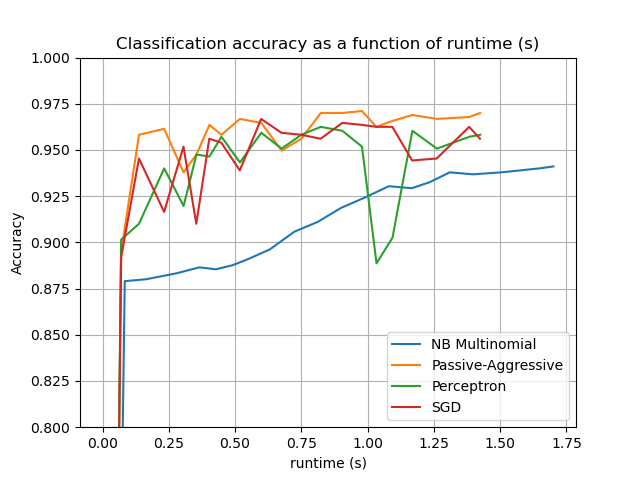 Classification accuracy as a function of runtime (s)
1.000
0.975
0.950
0.925
0.900
0.875
0.850
0.825
0.800
Accuracy
NB Multinomial
Passive-Aggressive
Perceptron
SGD
0.00 0.25 0.50 0.75 1.00 1.25 1.50 1.75
runtime (s)